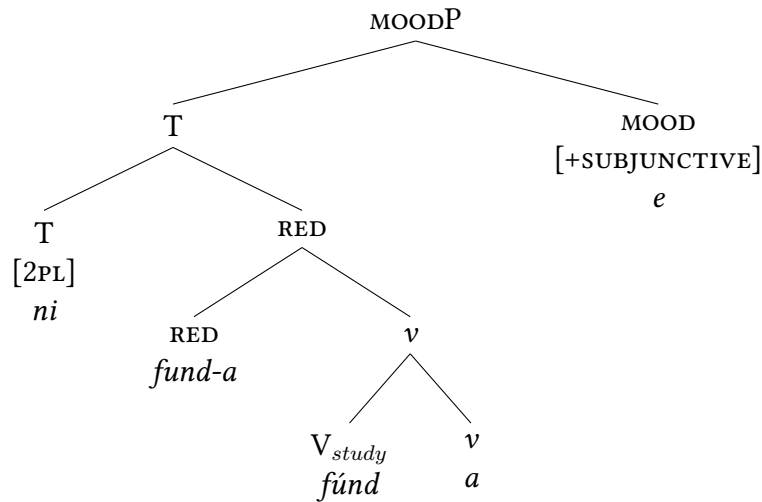 MOODP
T MOOD
[+SUBJUNCTIVE]
e
T RED
[2PL]
ni
RED v
fund-a
V_study v
fúnd a